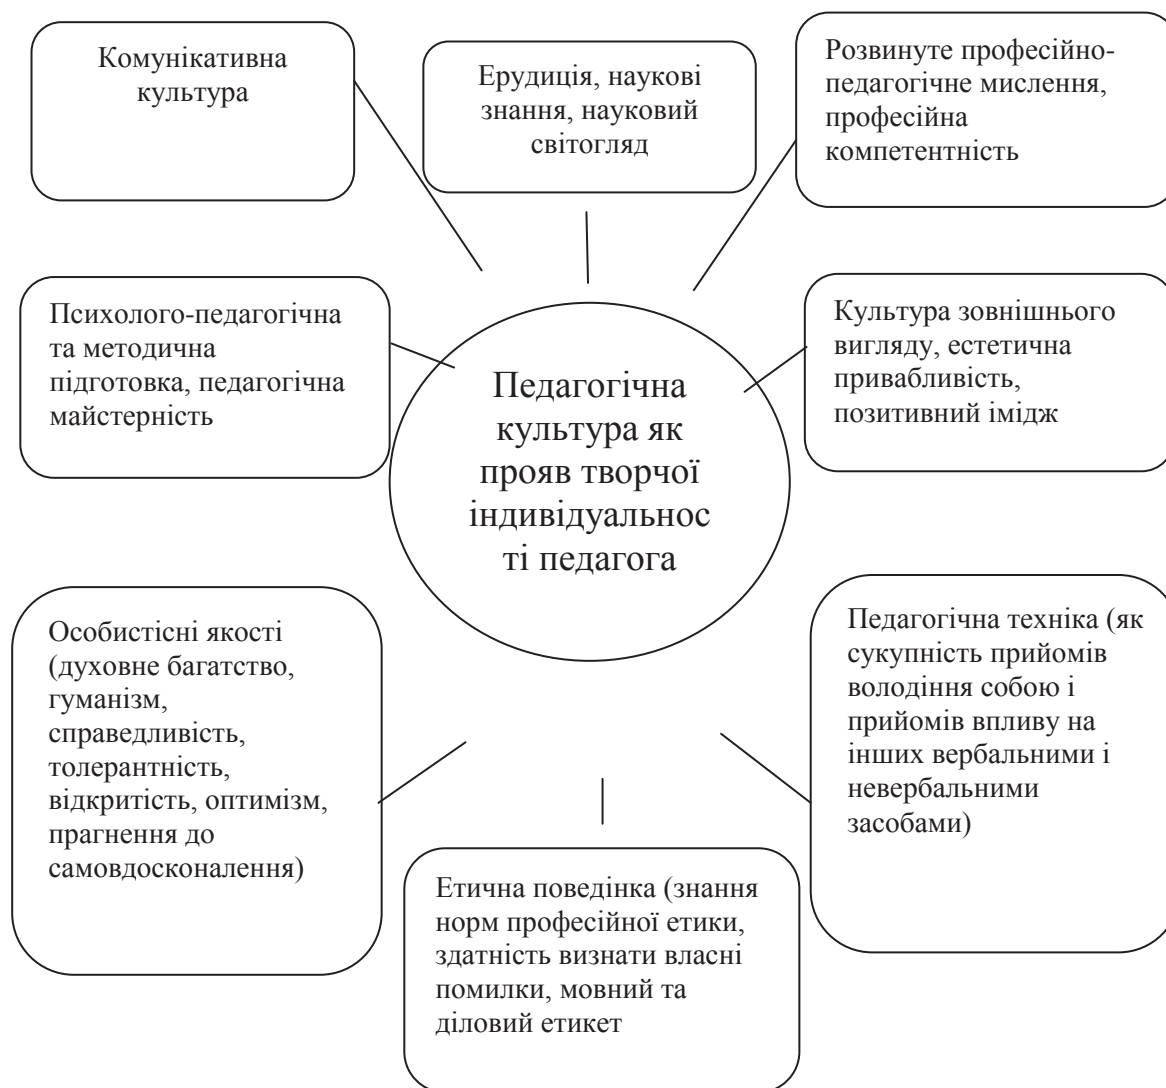 Комунікативна
культура
Ерудиція, наукові
знання, науковий
світогляд
Розвинуте професійно-
педагогічне мислення,
професійна
компетентність
Психолого-педагогічна
та методична
підготовка, педагогічна
майстерність
Педагогічна
культура як
прояв творчої
індивідуальнос
ті педагога
Культура зовнішнього
вигляду, естетична
привабливість,
позитивний імідж
Особистісні якості
(духовне багатство,
гуманізм,
справедливість,
толерантність,
відкритість, оптимізм,
прагнення до
самовдосконалення)
Етична поведінка (знання
норм професійної етики,
здатність визнати власні
помилки, мовний та
діловий етикет
Педагогічна техніка (як
сукупність прийомів
володіння собою і
прийомів впливу на
інших вербальними і
невербальними
засобами)